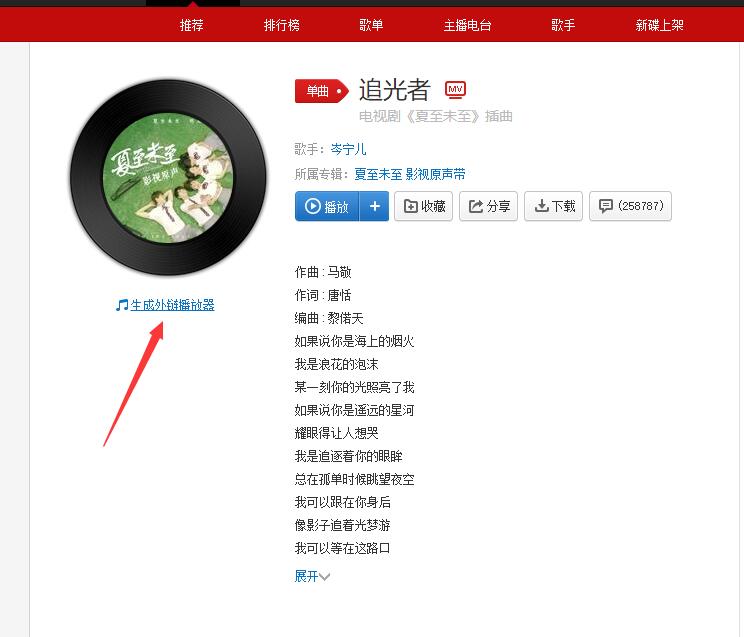 推荐 排行榜 歌单 主播电台 歌手 新碟上架
单曲 追光者 MV
电视剧《夏至未至》插曲
歌手：岑宁儿
所属专辑：夏至未至 影视原声带
播放 + 收藏 分享 下载 (258787)
夏至未至
影视原声
生成外链播放器
作曲 : 马敬
作词 : 唐恬
编曲 : 黎偌天
如果说你是海上的烟火
我是浪花的泡沫
某一刻你的光照亮了我
如果说你是遥远的星河
耀眼得让人想哭
我是追逐着你的眼眸
总在孤单时候眺望夜空
我可以跟在你身后
像影子追着光梦游
我可以等在这路口
展开